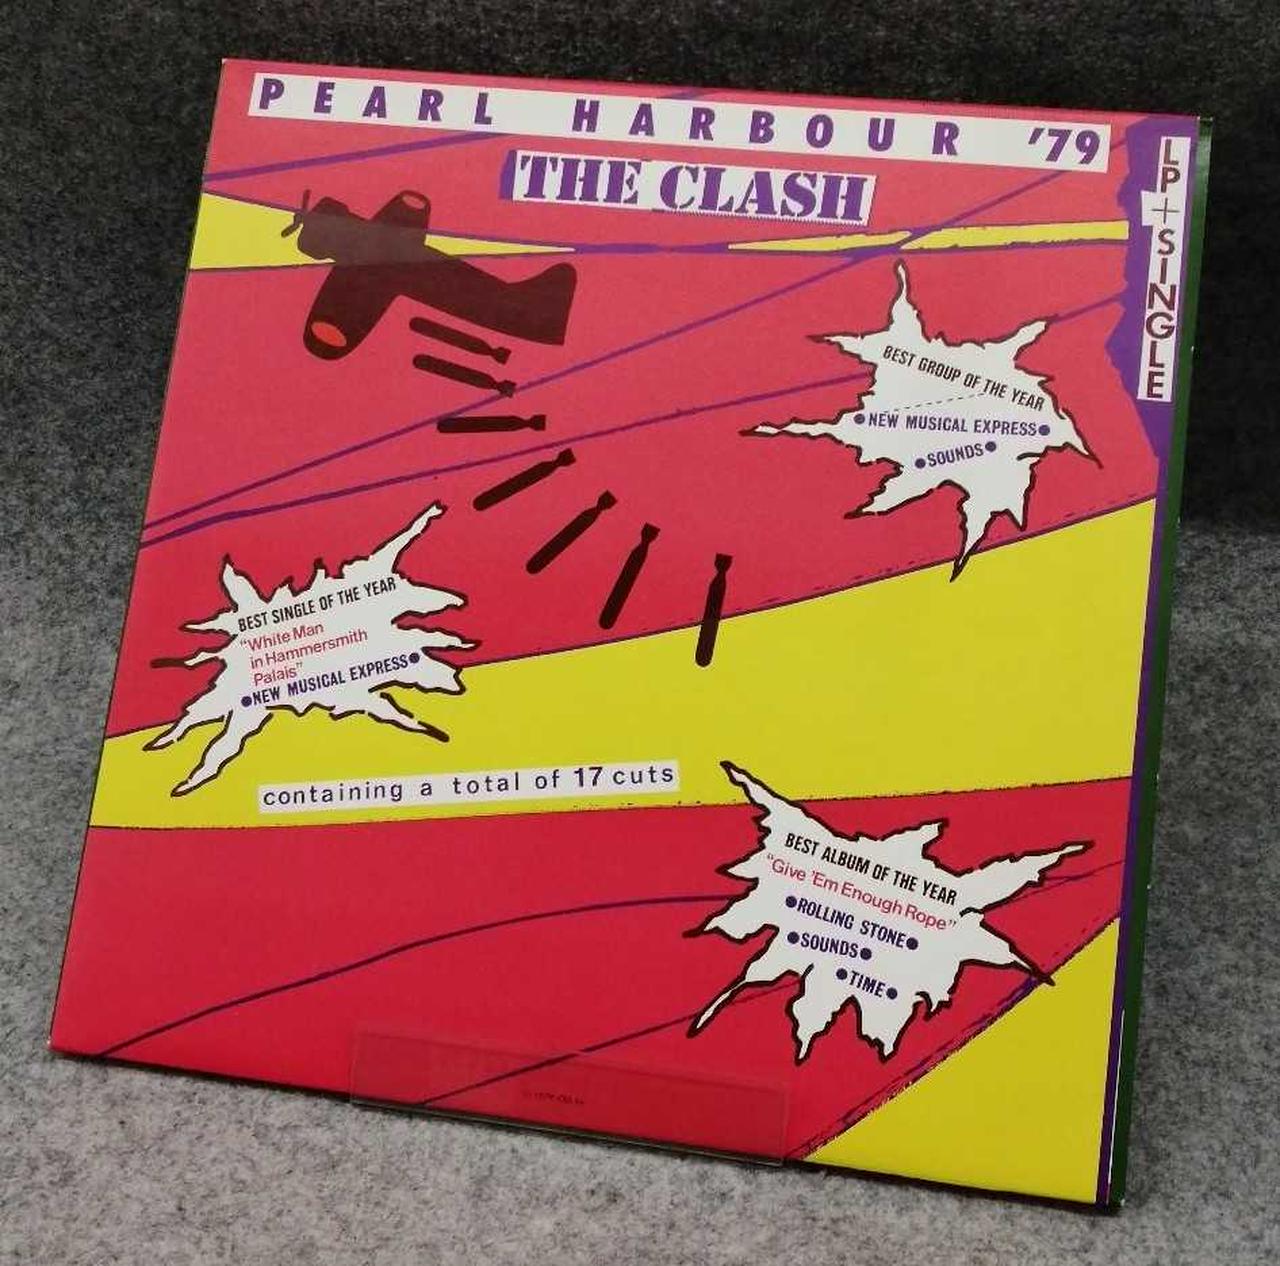 PEARL HARBOUR '79
THE CLASH
LP + SINGLE
BEST GROUP OF THE YEAR
●NEW MUSICAL EXPRESS●
●SOUNDS●
BEST SINGLE OF THE YEAR
"White Man
in Hammersmith
Palais"
●NEW MUSICAL EXPRESS●
containing a total of 17 cuts
BEST ALBUM OF THE YEAR
"Give 'Em Enough Rope"
●ROLLING STONE●
●SOUNDS●
●TIME●